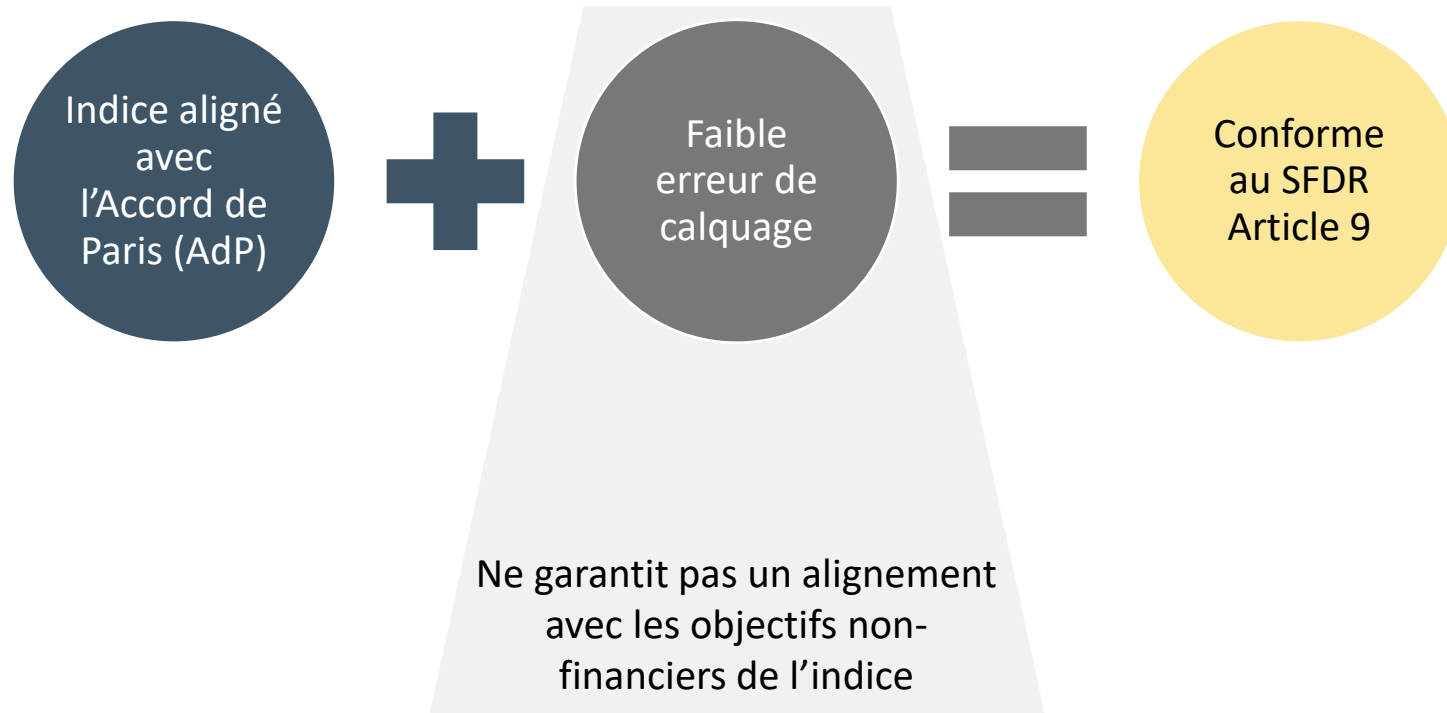 Indice aligné
avec
l’Accord de
Paris (AdP)
Faible
erreur de
calquage
Conforme
au SFDR
Article 9
Ne garantit pas un alignement
avec les objectifs non-
financiers de l’indice